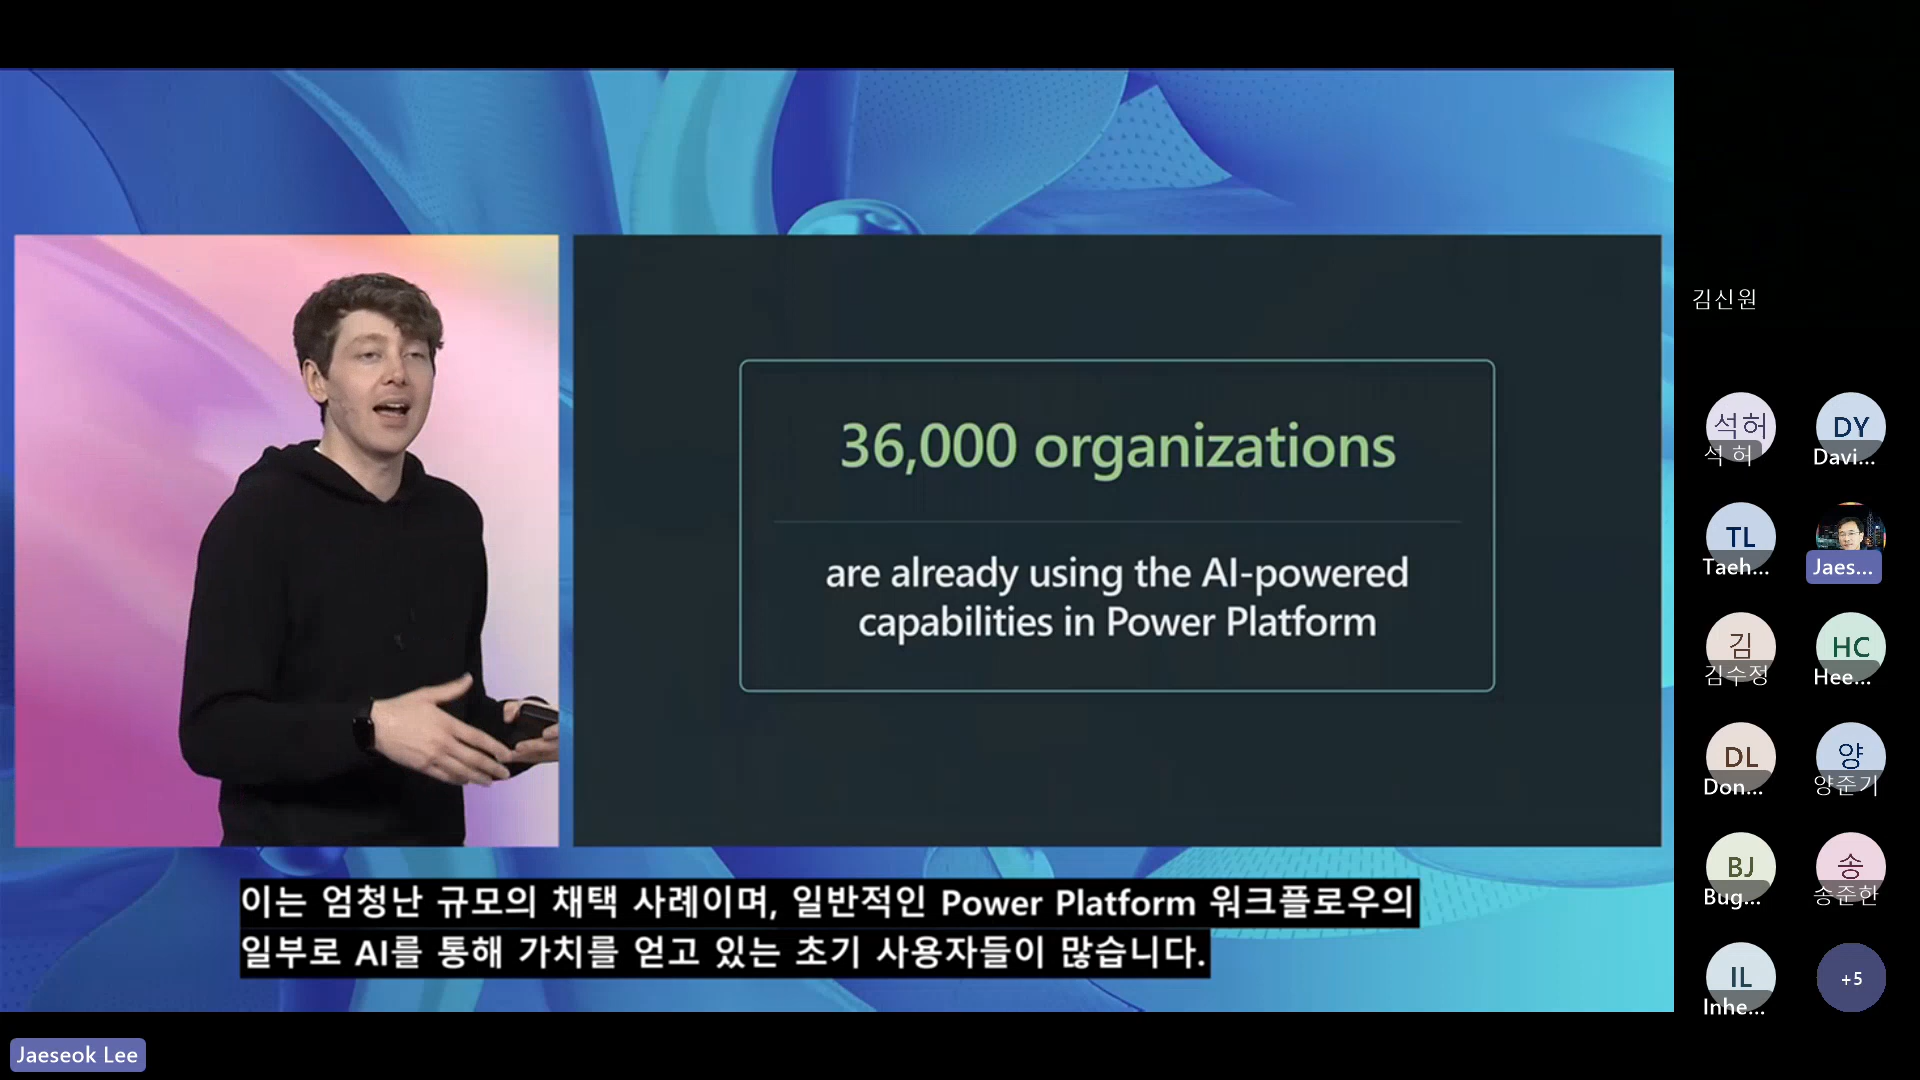 36,000 organizations
are already using the AI-powered
capabilities in Power Platform
이는 엄청난 규모의 채택 사례이며, 일반적인 Power Platform 워크플로우의
일부로 AI를 통해 가치를 얻고 있는 초기 사용자들이 많습니다.
김신원
석허
석 허
DY
Davi...
TL
Taeh...
Jaes...
김
김수정
HC
Hee...
DL
Don...
양
양준기
BJ
Bug...
송
송준한
IL
Inhe...
+5
Jaeseok Lee